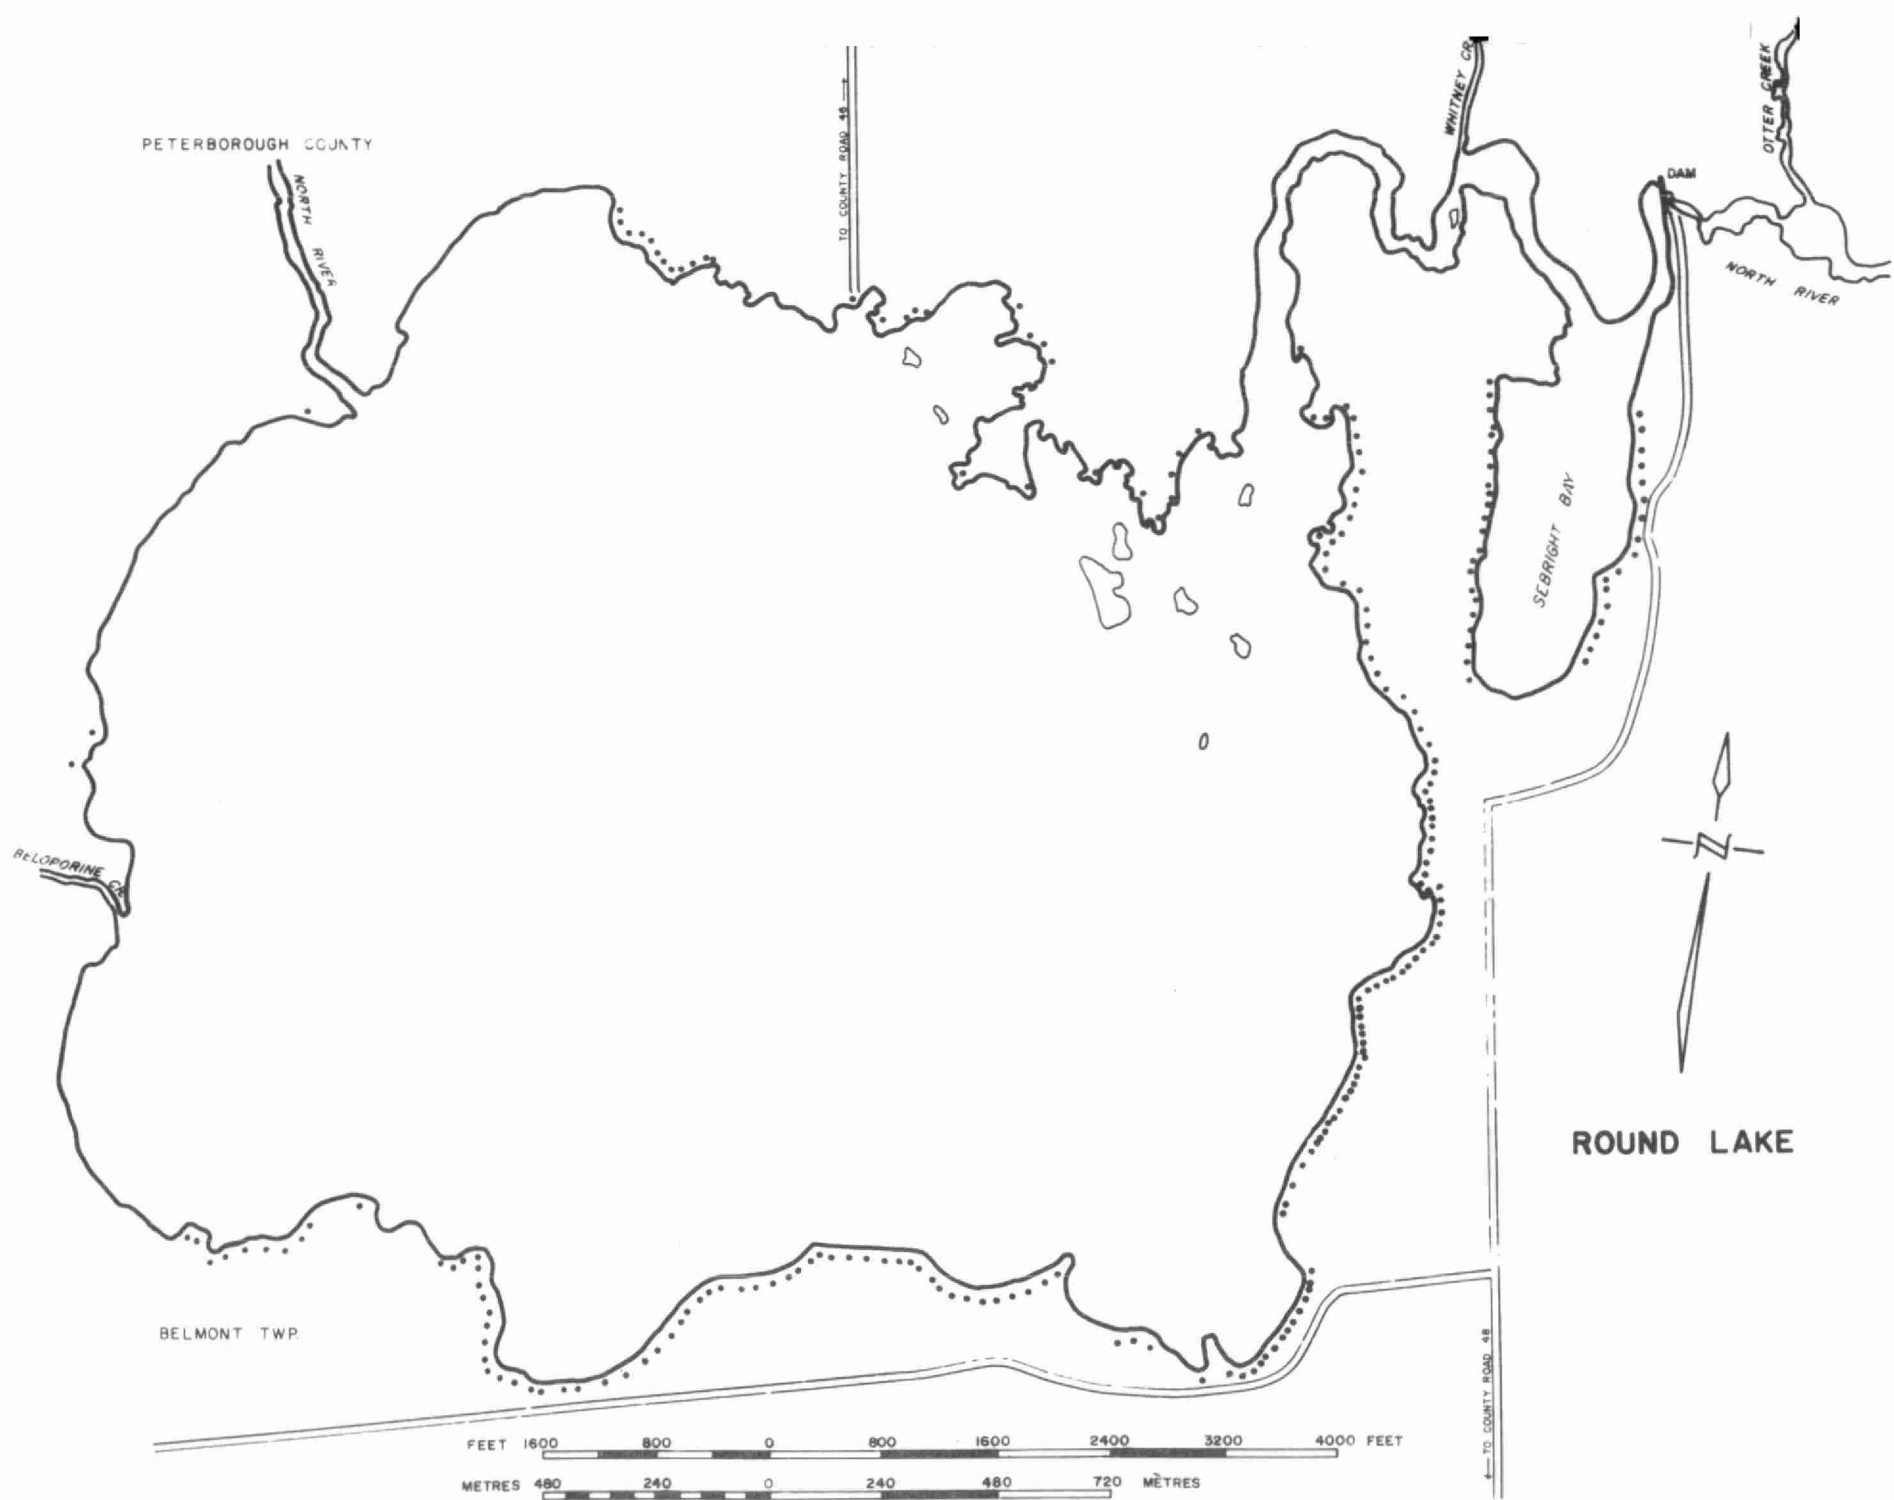 WHITNEY CR.
OTTER CREEK
PETERBOROUGH COUNTY
DAM
NORTH RIVER
TO COUNTY ROAD 46 →
NORTH RIVER
SEBRIGHT BAY
BELOPORINE CR.
N
ROUND LAKE
BELMONT TWP.
← TO COUNTY ROAD 48
FEET 1600 800 0 800 1600 2400 3200 4000 FEET
METRES 480 240 0 240 480 720 MÈTRES